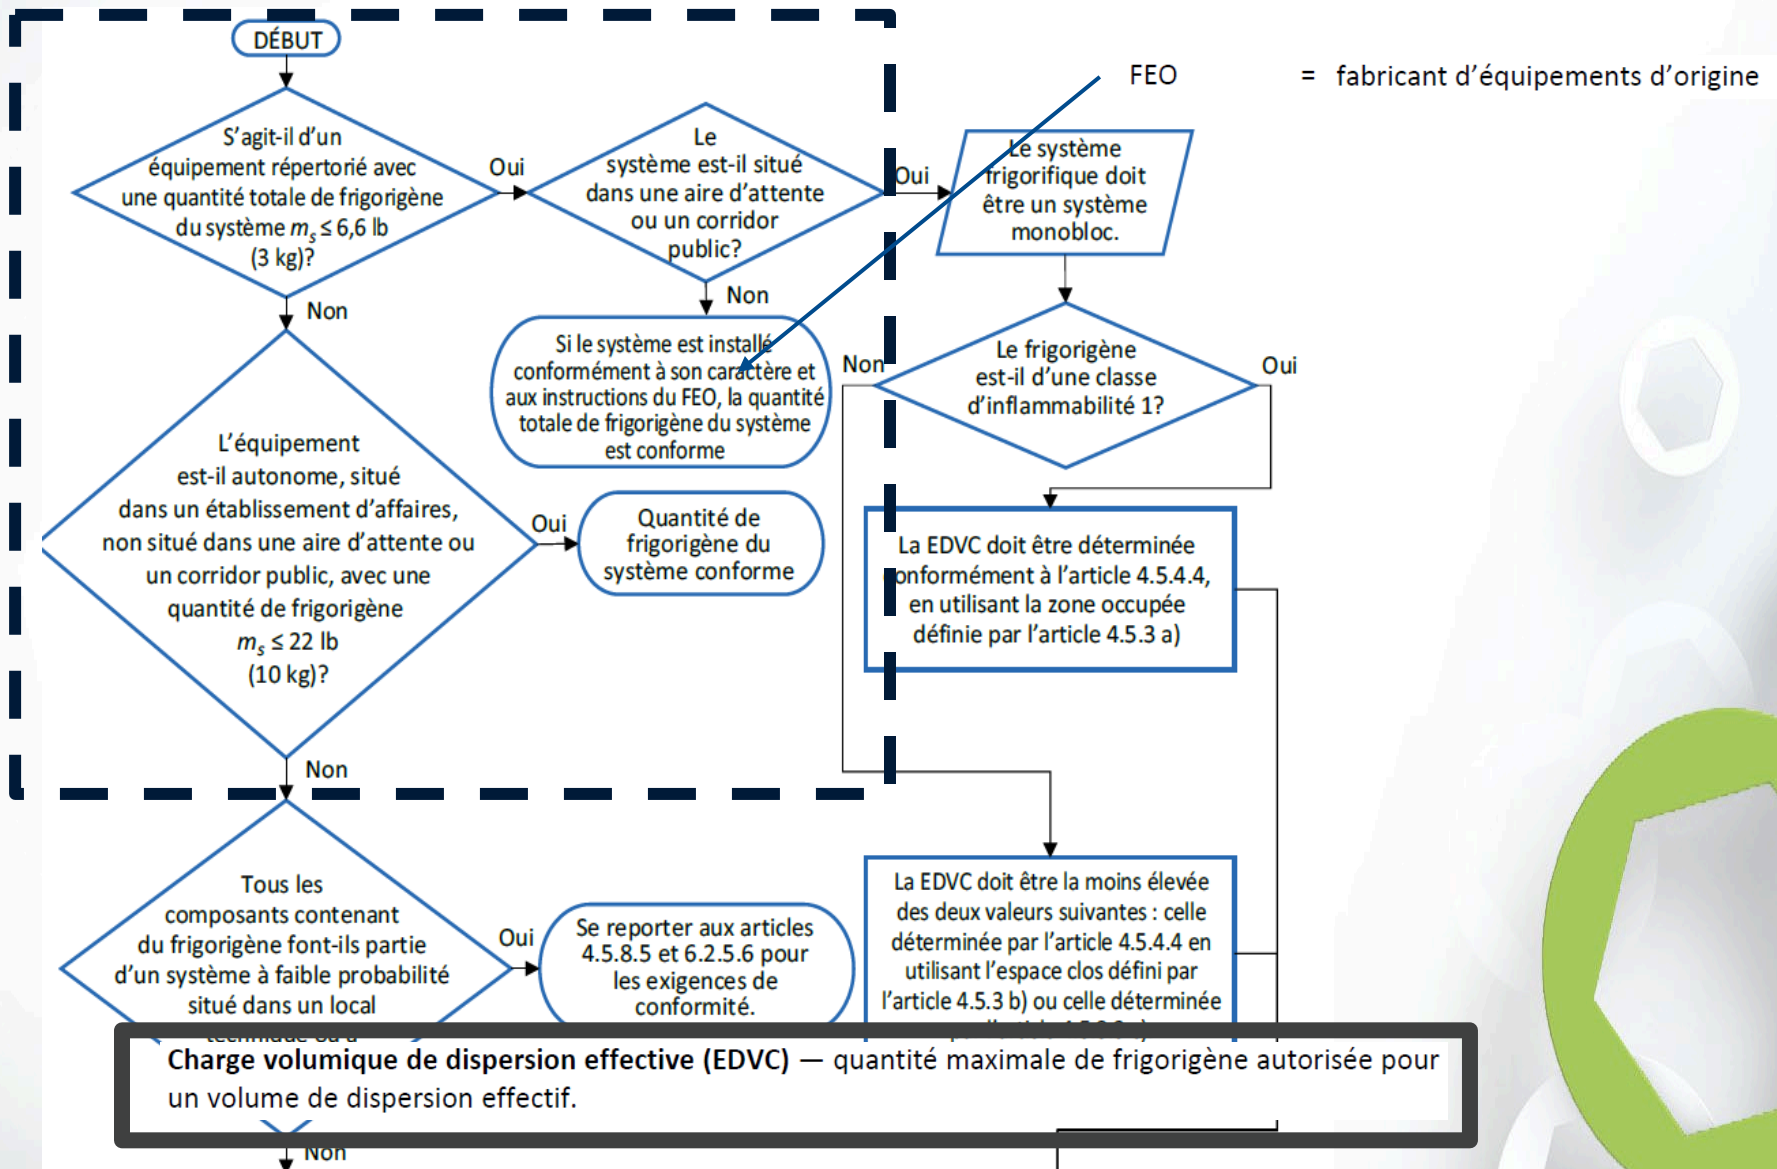 DÉBUT
FEO = fabricant d'équipements d'origine
S'agit-il d'un
équipement répertorié avec
une quantité totale de frigorigène
du système mₛ ≤ 6,6 lb
(3 kg)?
Oui
Le
système est-il situé
dans une aire d'attente
ou un corridor
public?
Oui
Le système
frigorifique doit
être un système
monobloc.
Non
Non
Si le système est installé
conformément à son caractère et
aux instructions du FEO, la quantité
totale de frigorigène du système
est conforme
Non
Le frigorigène
est-il d'une classe
d'inflammabilité 1?
Oui
L'équipement
est-il autonome, situé
dans un établissement d'affaires,
non situé dans une aire d'attente ou
un corridor public, avec une
quantité de frigorigène
mₛ ≤ 22 lb
(10 kg)?
Oui
Quantité de
frigorigène du
système conforme
La EDVC doit être déterminée
conformément à l'article 4.5.4.4,
en utilisant la zone occupée
définie par l'article 4.5.3 a)
Non
Tous les
composants contenant
du frigorigène font-ils partie
d'un système à faible probabilité
situé dans un local
Oui
Se reporter aux articles
4.5.8.5 et 6.2.5.6 pour
les exigences de
conformité.
La EDVC doit être la moins élevée
des deux valeurs suivantes : celle
déterminée par l'article 4.5.4.4 en
utilisant l'espace clos défini par
l'article 4.5.3 b) ou celle déterminée
Charge volumique de dispersion effective (EDVC) — quantité maximale de frigorigène autorisée pour
un volume de dispersion effectif.
Non